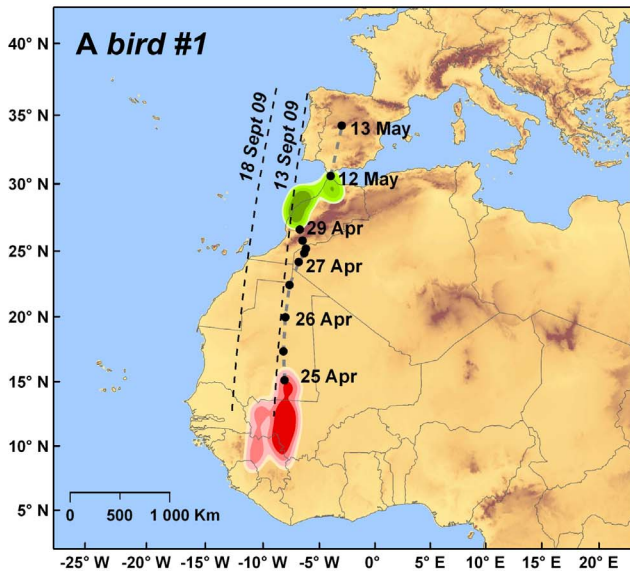 A bird #1
40° N
35° N
30° N
25° N
20° N
15° N
10° N
5° N
18 Sept 09
13 Sept 09
13 May
12 May
29 Apr
27 Apr
26 Apr
25 Apr
0 500 1 000 Km
-25° W -20° W -15° W -10° W -5° W 0° 5° E 10° E 15° E 20° E